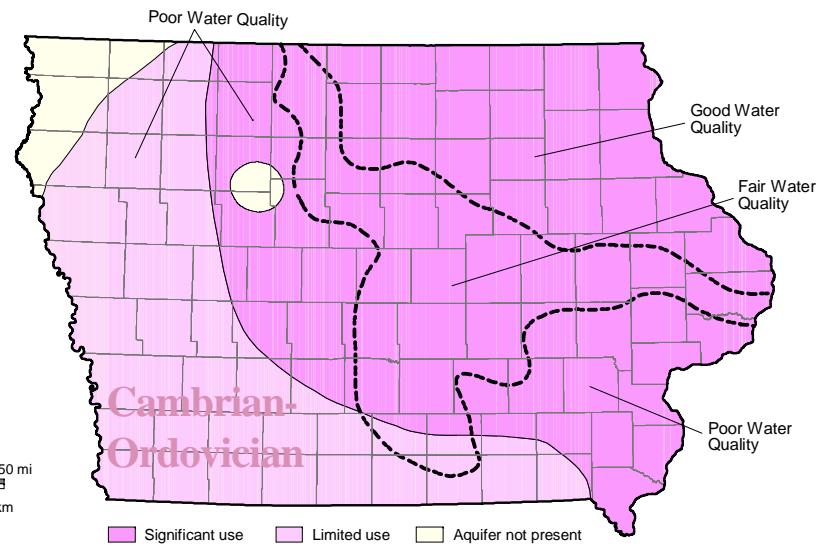 Poor Water Quality
Good Water
Quality
Fair Water
Quality
Cambrian-
Ordovician
Poor Water
Quality
50 mi
km
Significant use
Limited use
Aquifer not present